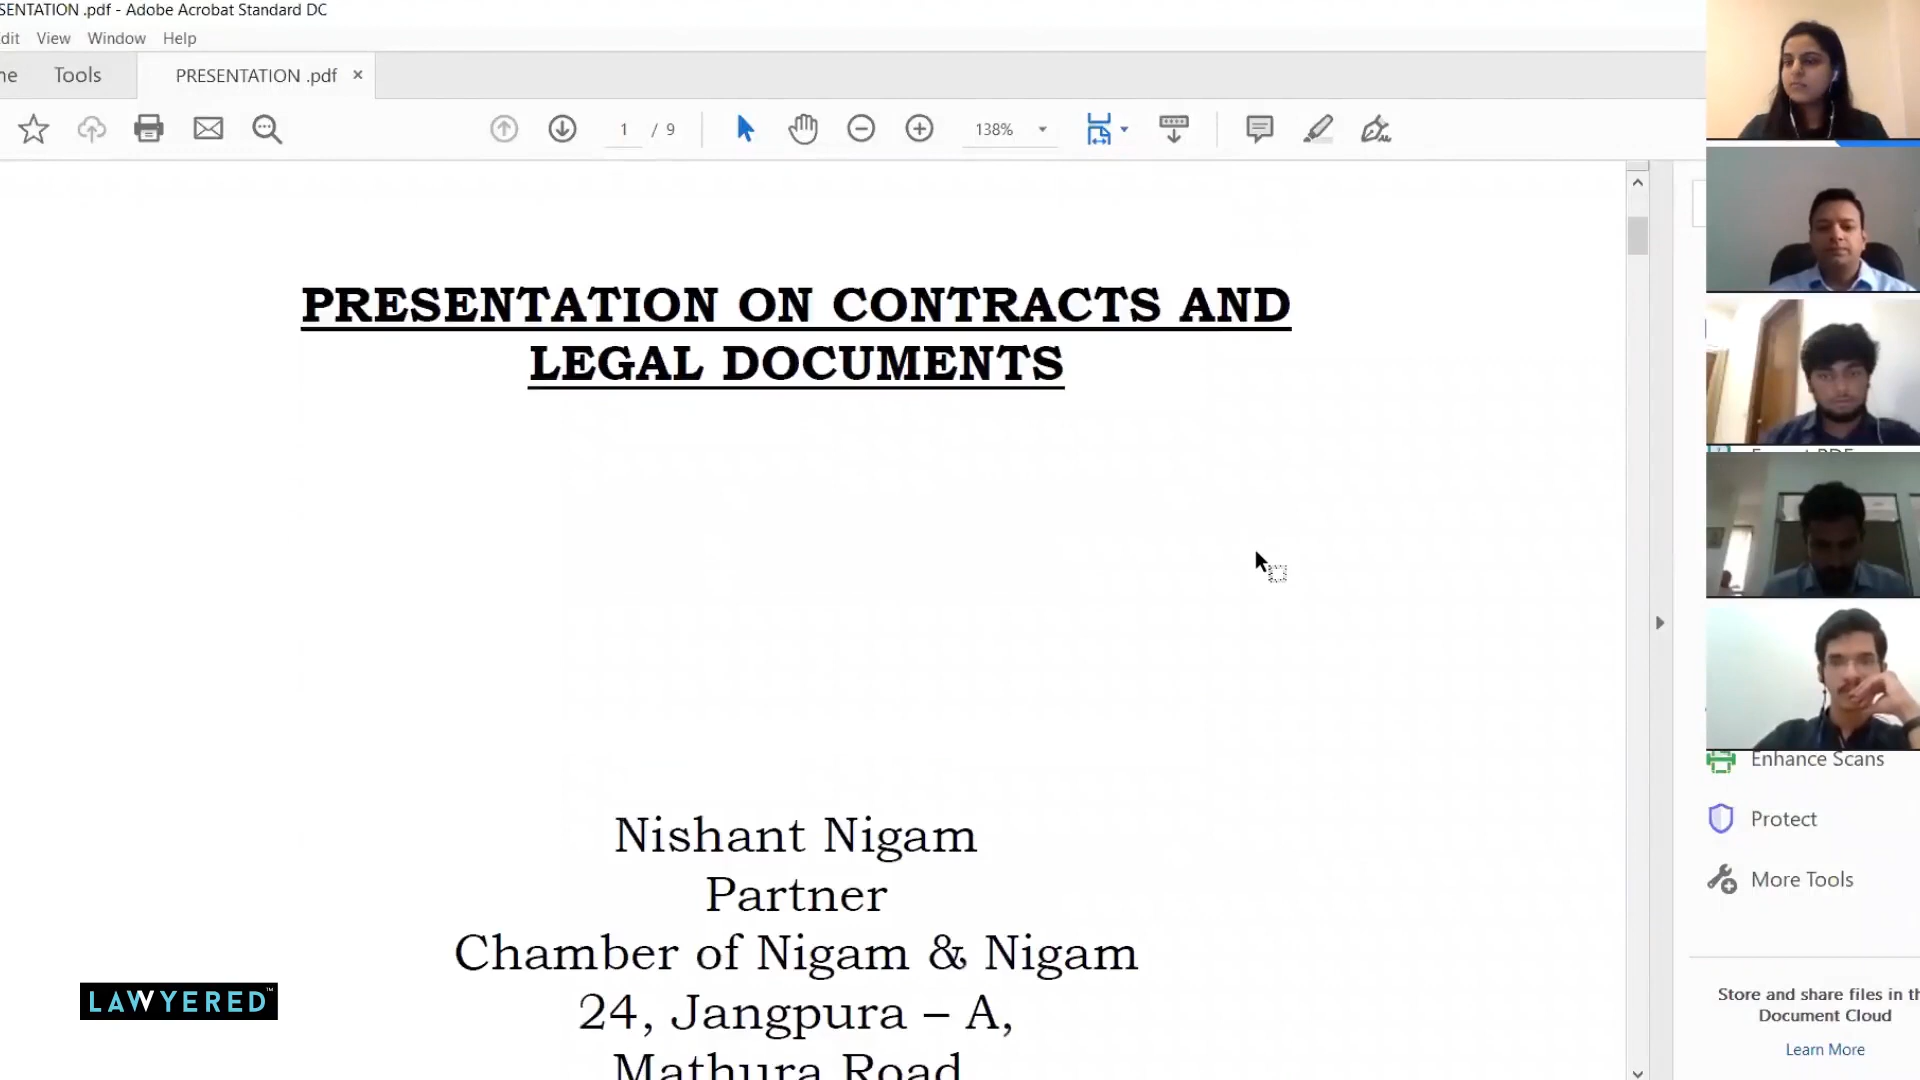 SENTATION .pdf - Adobe Acrobat Standard DC
dit View Window Help
ne Tools PRESENTATION .pdf ×
1 / 9 138%
PRESENTATION ON CONTRACTS AND
LEGAL DOCUMENTS
Nishant Nigam
Partner
Chamber of Nigam & Nigam
24, Jangpura – A,
Mathura Road
LAWYERED™
Enhance Scans
Protect
More Tools
Store and share files in th
Document Cloud
Learn More